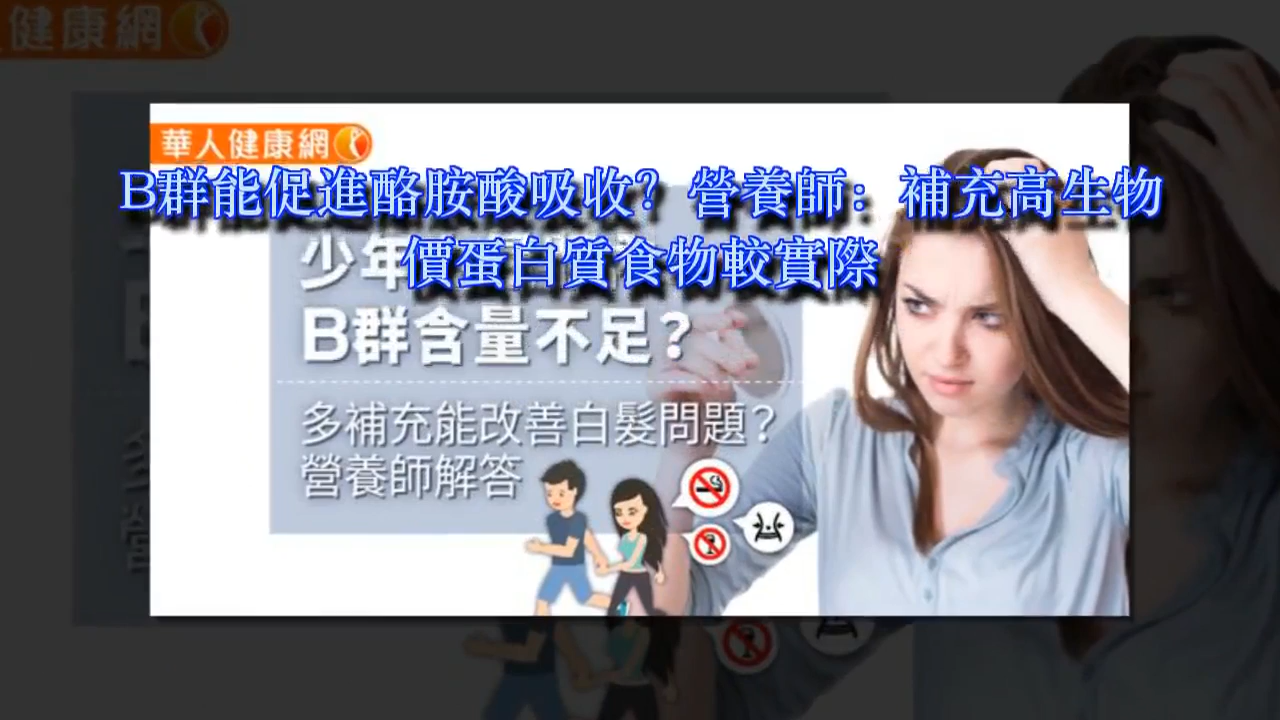 健康網
華人健康網
B群能促進酪胺酸吸收？營養師：補充高生物
價蛋白質食物較實際
少年
B群含量不足？
多補充能改善白髮問題？
營養師解答